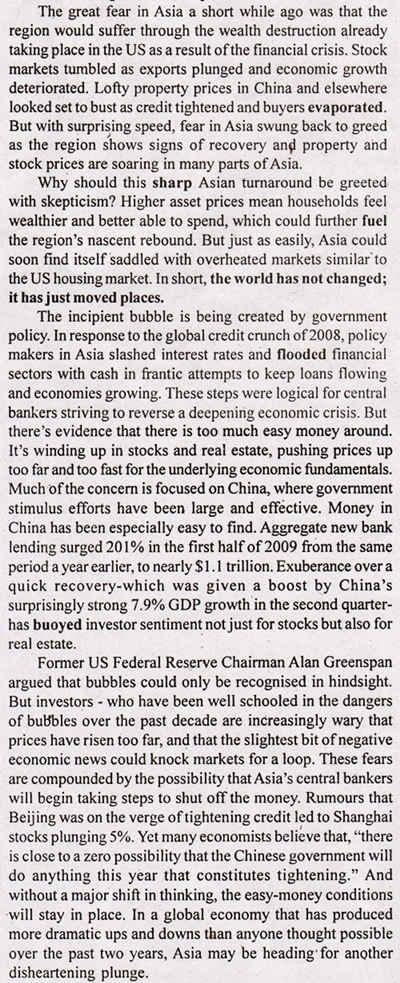 The great fear in Asia a short while ago was that the
region would suffer through the wealth destruction already
taking place in the US as a result of the financial crisis. Stock
markets tumbled as exports plunged and economic growth
deteriorated. Lofty property prices in China and elsewhere
looked set to bust as credit tightened and buyers evaporated.
But with surprising speed, fear in Asia swung back to greed
as the region shows signs of recovery and property and
stock prices are soaring in many parts of Asia.
Why should this sharp Asian turnaround be greeted
with skepticism? Higher asset prices mean households feel
wealthier and better able to spend, which could further fuel
the region's nascent rebound. But just as easily, Asia could
soon find itself saddled with overheated markets similar to
the US housing market. In short, the world has not changed;
it has just moved places.
The incipient bubble is being created by government
policy. In response to the global credit crunch of 2008, policy
makers in Asia slashed interest rates and flooded financial
sectors with cash in frantic attempts to keep loans flowing
and economies growing. These steps were logical for central
bankers striving to reverse a deepening economic crisis. But
there's evidence that there is too much easy money around.
It's winding up in stocks and real estate, pushing prices up
too far and too fast for the underlying economic fundamentals.
Much of the concern is focused on China, where government
stimulus efforts have been large and effective. Money in
China has been especially easy to find. Aggregate new bank
lending surged 201% in the first half of 2009 from the same
period a year earlier, to nearly $1.1 trillion. Exuberance over a
quick recovery-which was given a boost by China's
surprisingly strong 7.9% GDP growth in the second quarter-
has buoyed investor sentiment not just for stocks but also for
real estate.
Former US Federal Reserve Chairman Alan Greenspan
argued that bubbles could only be recognised in hindsight.
But investors - who have been well schooled in the dangers
of bubbles over the past decade are increasingly wary that
prices have risen too far, and that the slightest bit of negative
economic news could knock markets for a loop. These fears
are compounded by the possibility that Asia's central bankers
will begin taking steps to shut off the money. Rumours that
Beijing was on the verge of tightening credit led to Shanghai
stocks plunging 5%. Yet many economists believe that, "there
is close to a zero possibility that the Chinese government will
do anything this year that constitutes tightening." And
without a major shift in thinking, the easy-money conditions
will stay in place. In a global economy that has produced
more dramatic ups and downs than anyone thought possible
over the past two years, Asia may be heading for another
disheartening plunge.